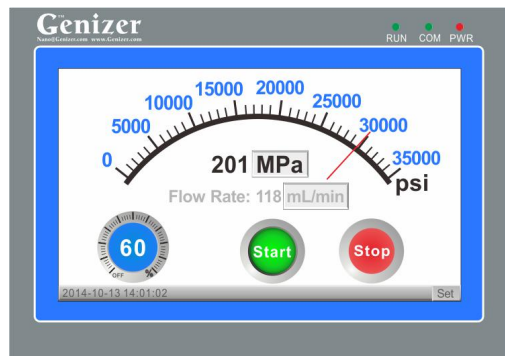 Genizer
Nano@Genizer.com www.Genizer.com
RUN COM PWR
0 5000 10000 15000 20000 25000 30000 35000
psi
201 MPa
Flow Rate: 118 mL/min
60
OFF %
Start
Stop
2014-10-13 14:01:02
Set